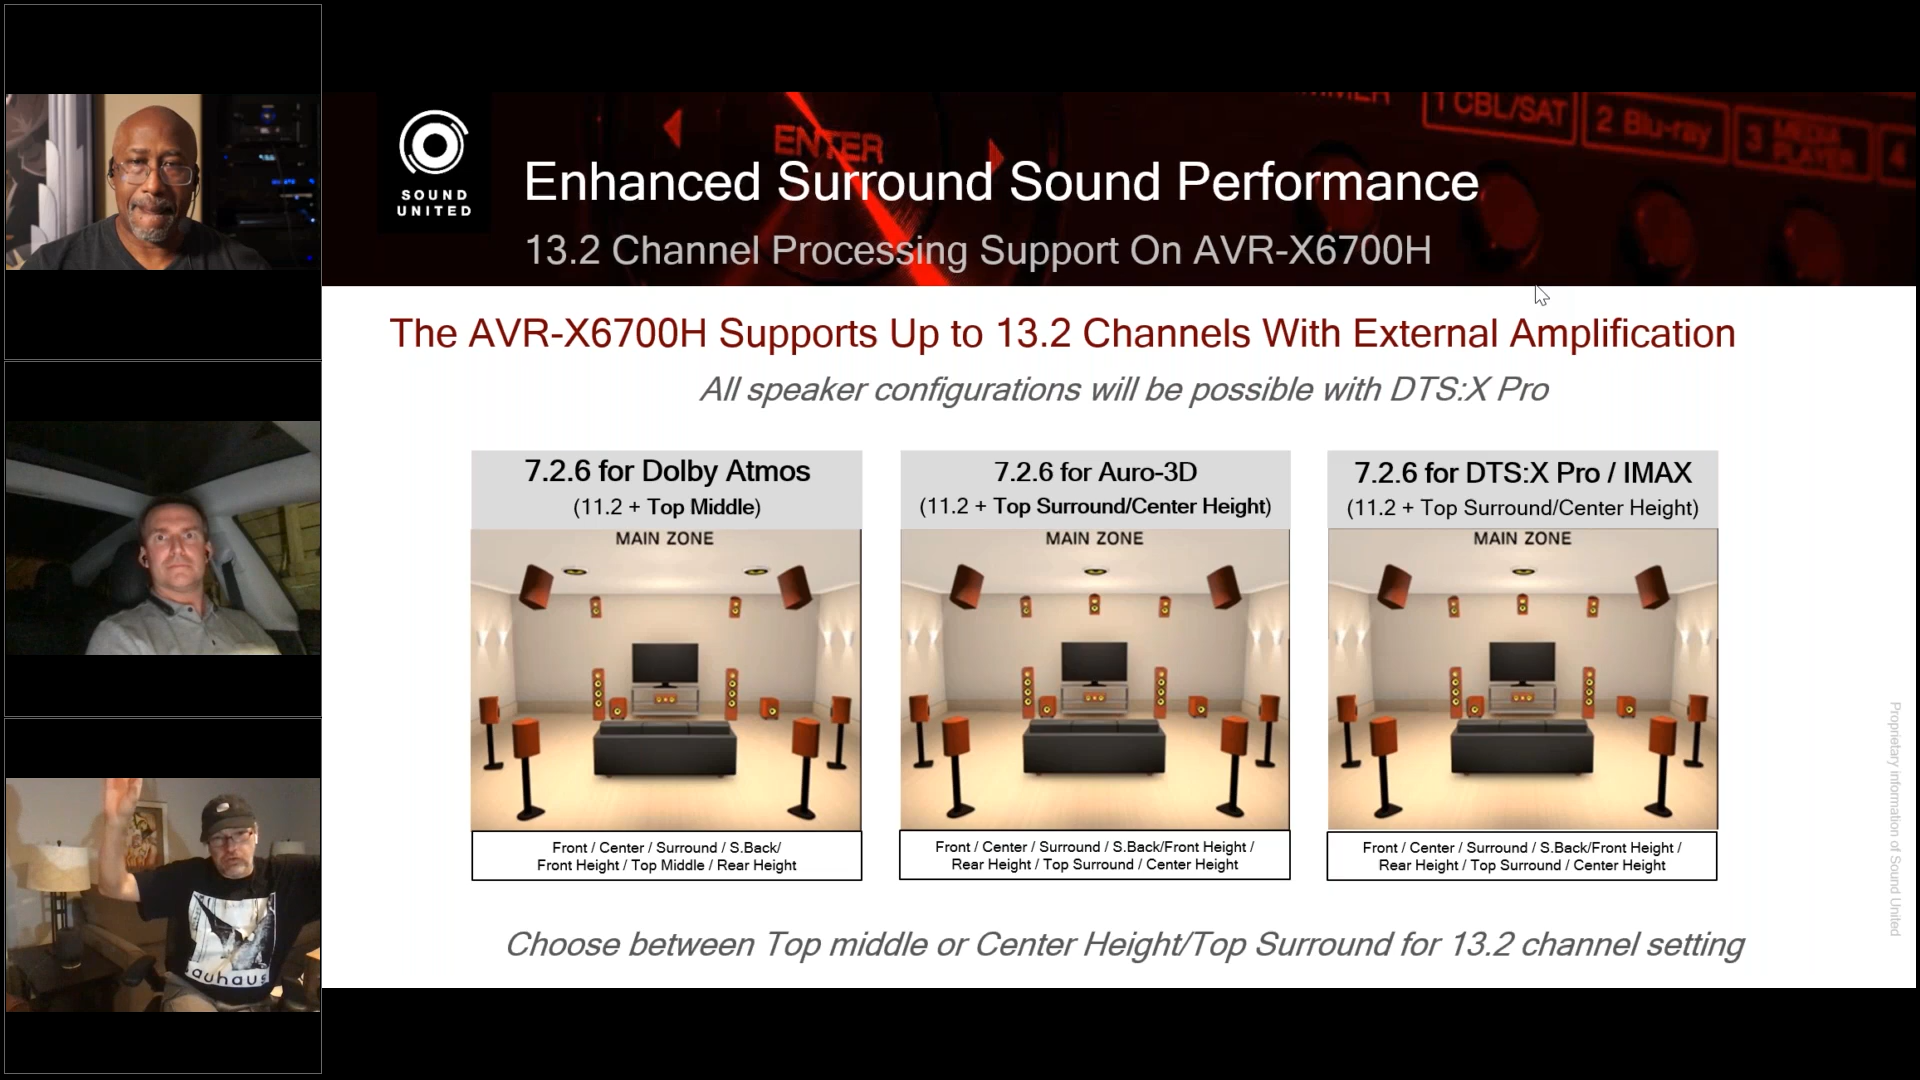 SOUND
UNITED
ENTER
1 CBL/SAT
2 Blu-ray
3 MEDIA
PLAYER
4
Enhanced Surround Sound Performance
13.2 Channel Processing Support On AVR-X6700H
The AVR-X6700H Supports Up to 13.2 Channels With External Amplification
All speaker configurations will be possible with DTS:X Pro
7.2.6 for Dolby Atmos
(11.2 + Top Middle)
MAIN ZONE
Front / Center / Surround / S.Back/
Front Height / Top Middle / Rear Height
7.2.6 for Auro-3D
(11.2 + Top Surround/Center Height)
MAIN ZONE
Front / Center / Surround / S.Back/Front Height /
Rear Height / Top Surround / Center Height
7.2.6 for DTS:X Pro / IMAX
(11.2 + Top Surround/Center Height)
MAIN ZONE
Front / Center / Surround / S.Back/Front Height /
Rear Height / Top Surround / Center Height
Choose between Top middle or Center Height/Top Surround for 13.2 channel setting
Proprietary information of Sound United